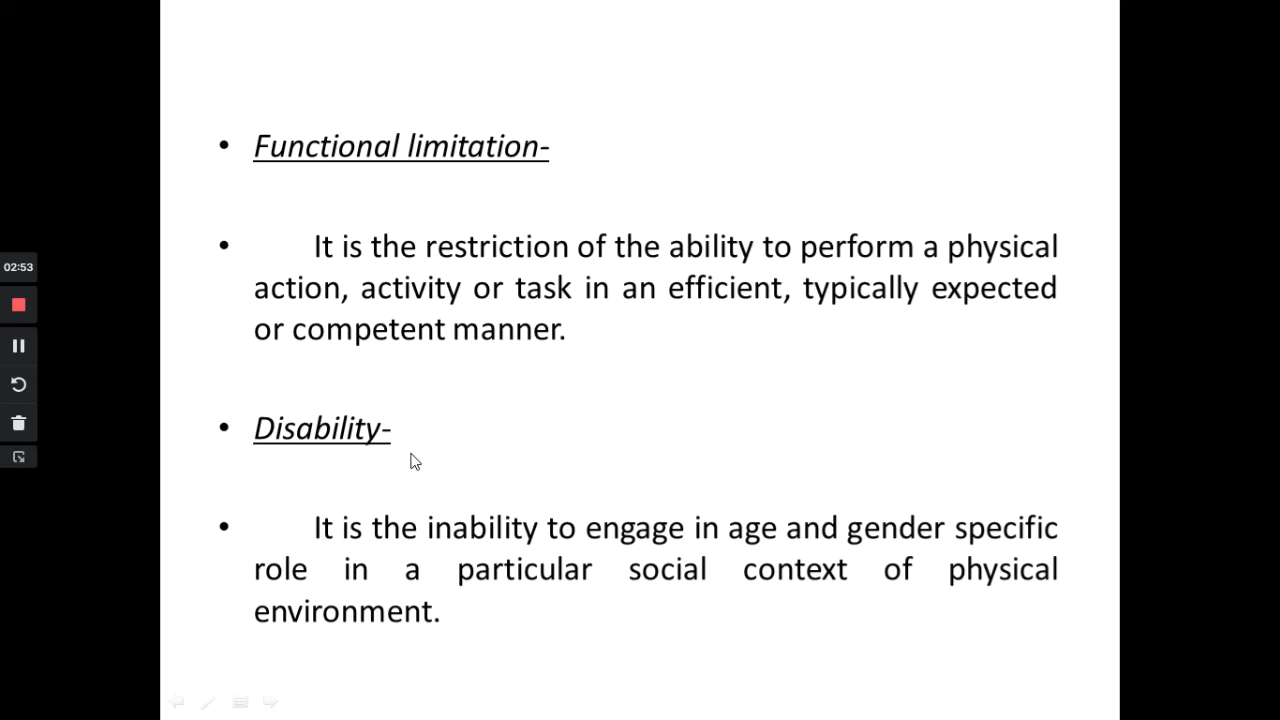 • Functional limitation-
• It is the restriction of the ability to perform a physical
action, activity or task in an efficient, typically expected
or competent manner.
02:53
• Disability-
• It is the inability to engage in age and gender specific
role in a particular social context of physical
environment.